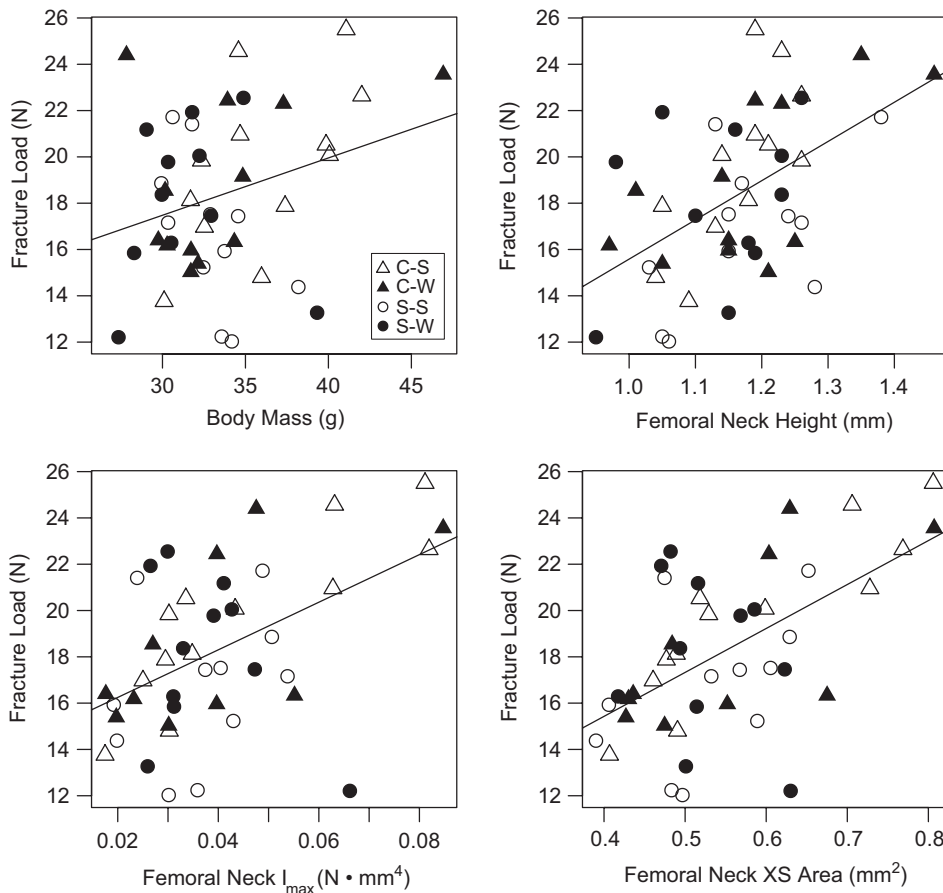 26
24
22
20
18
16
14
12
Fracture Load (N)
30 35 40 45
Body Mass (g)
C-S
C-W
S-S
S-W
26
24
22
20
18
16
14
12
Fracture Load (N)
1.0 1.1 1.2 1.3 1.4
Femoral Neck Height (mm)
26
24
22
20
18
16
14
12
Fracture Load (N)
0.02 0.04 0.06 0.08
Femoral Neck Imax (N • mm4)
26
24
22
20
18
16
14
12
Fracture Load (N)
0.4 0.5 0.6 0.7 0.8
Femoral Neck XS Area (mm2)